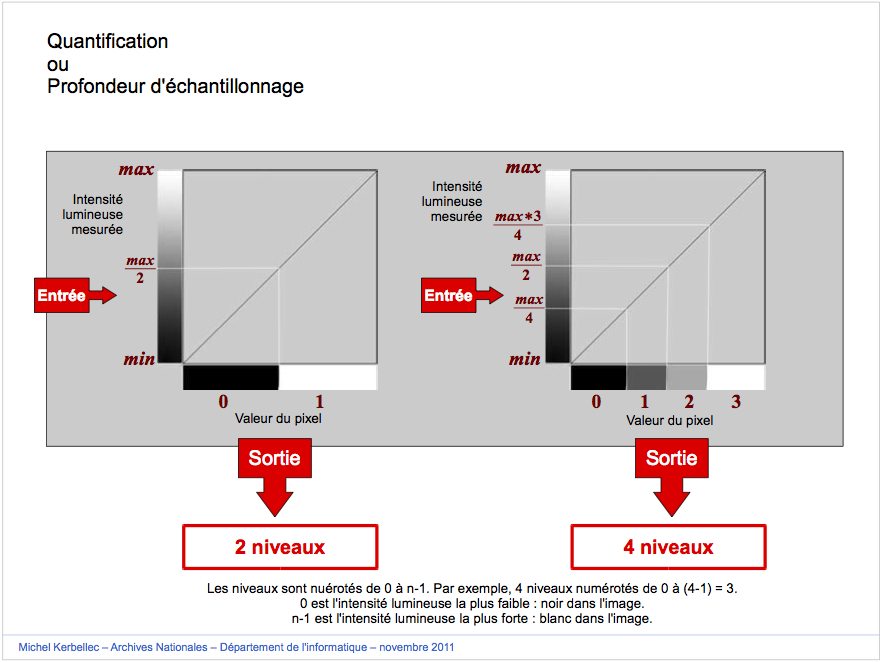 Quantification
ou
Profondeur d'échantillonnage
max
Intensité
lumineuse
mesurée
max
2
Entrée
min
0 1
Valeur du pixel
Sortie
2 niveaux
max
Intensité
lumineuse
mesurée
max*3
4
max
2
Entrée
max
4
min
0 1 2 3
Valeur du pixel
Sortie
4 niveaux
Les niveaux sont nuérotés de 0 à n-1. Par exemple, 4 niveaux numérotés de 0 à (4-1) = 3.
0 est l'intensité lumineuse la plus faible : noir dans l'image.
n-1 est l'intensité lumineuse la plus forte : blanc dans l'image.
Michel Kerbellec – Archives Nationales – Département de l'informatique – novembre 2011